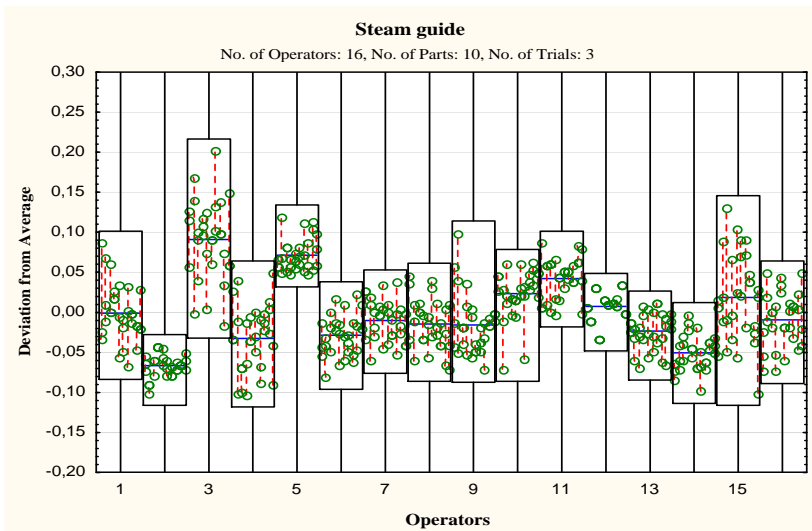 Steam guide
No. of Operators: 16, No. of Parts: 10, No. of Trials: 3
Deviation from Average
0,30
0,25
0,20
0,15
0,10
0,05
0,00
-0,05
-0,10
-0,15
-0,20
1 3 5 7 9 11 13 15
Operators